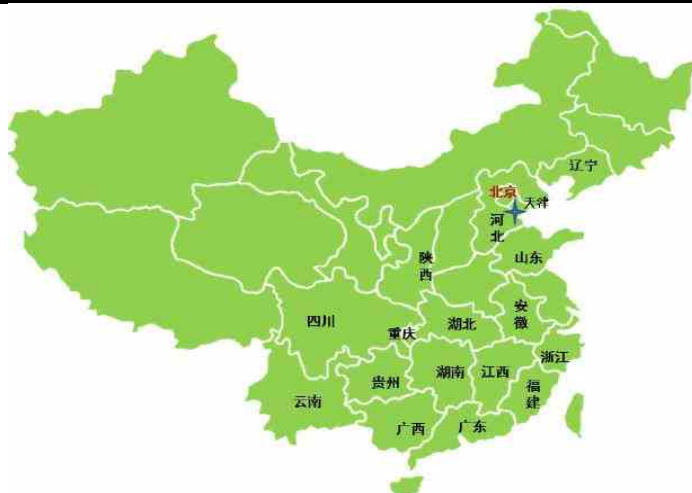 辽宁
北京
天津
河北
山东
陕西
安徽
四川
重庆
湖北
浙江
湖南
江西
贵州
福建
云南
广西
广东